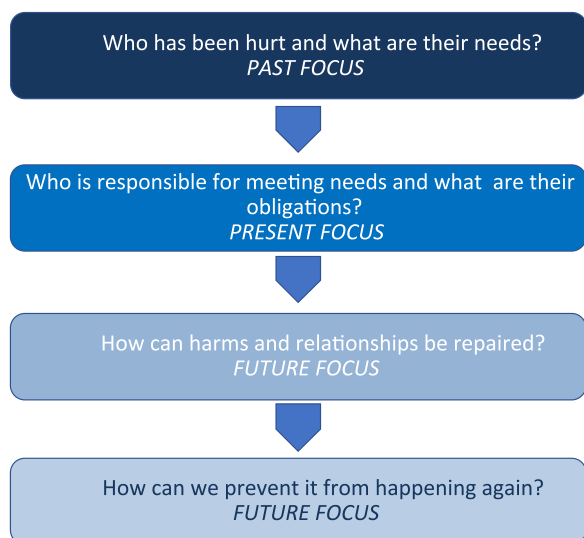 Who has been hurt and what are their needs?
PAST FOCUS
Who is responsible for meeting needs and what are their
obligations?
PRESENT FOCUS
How can harms and relationships be repaired?
FUTURE FOCUS
How can we prevent it from happening again?
FUTURE FOCUS